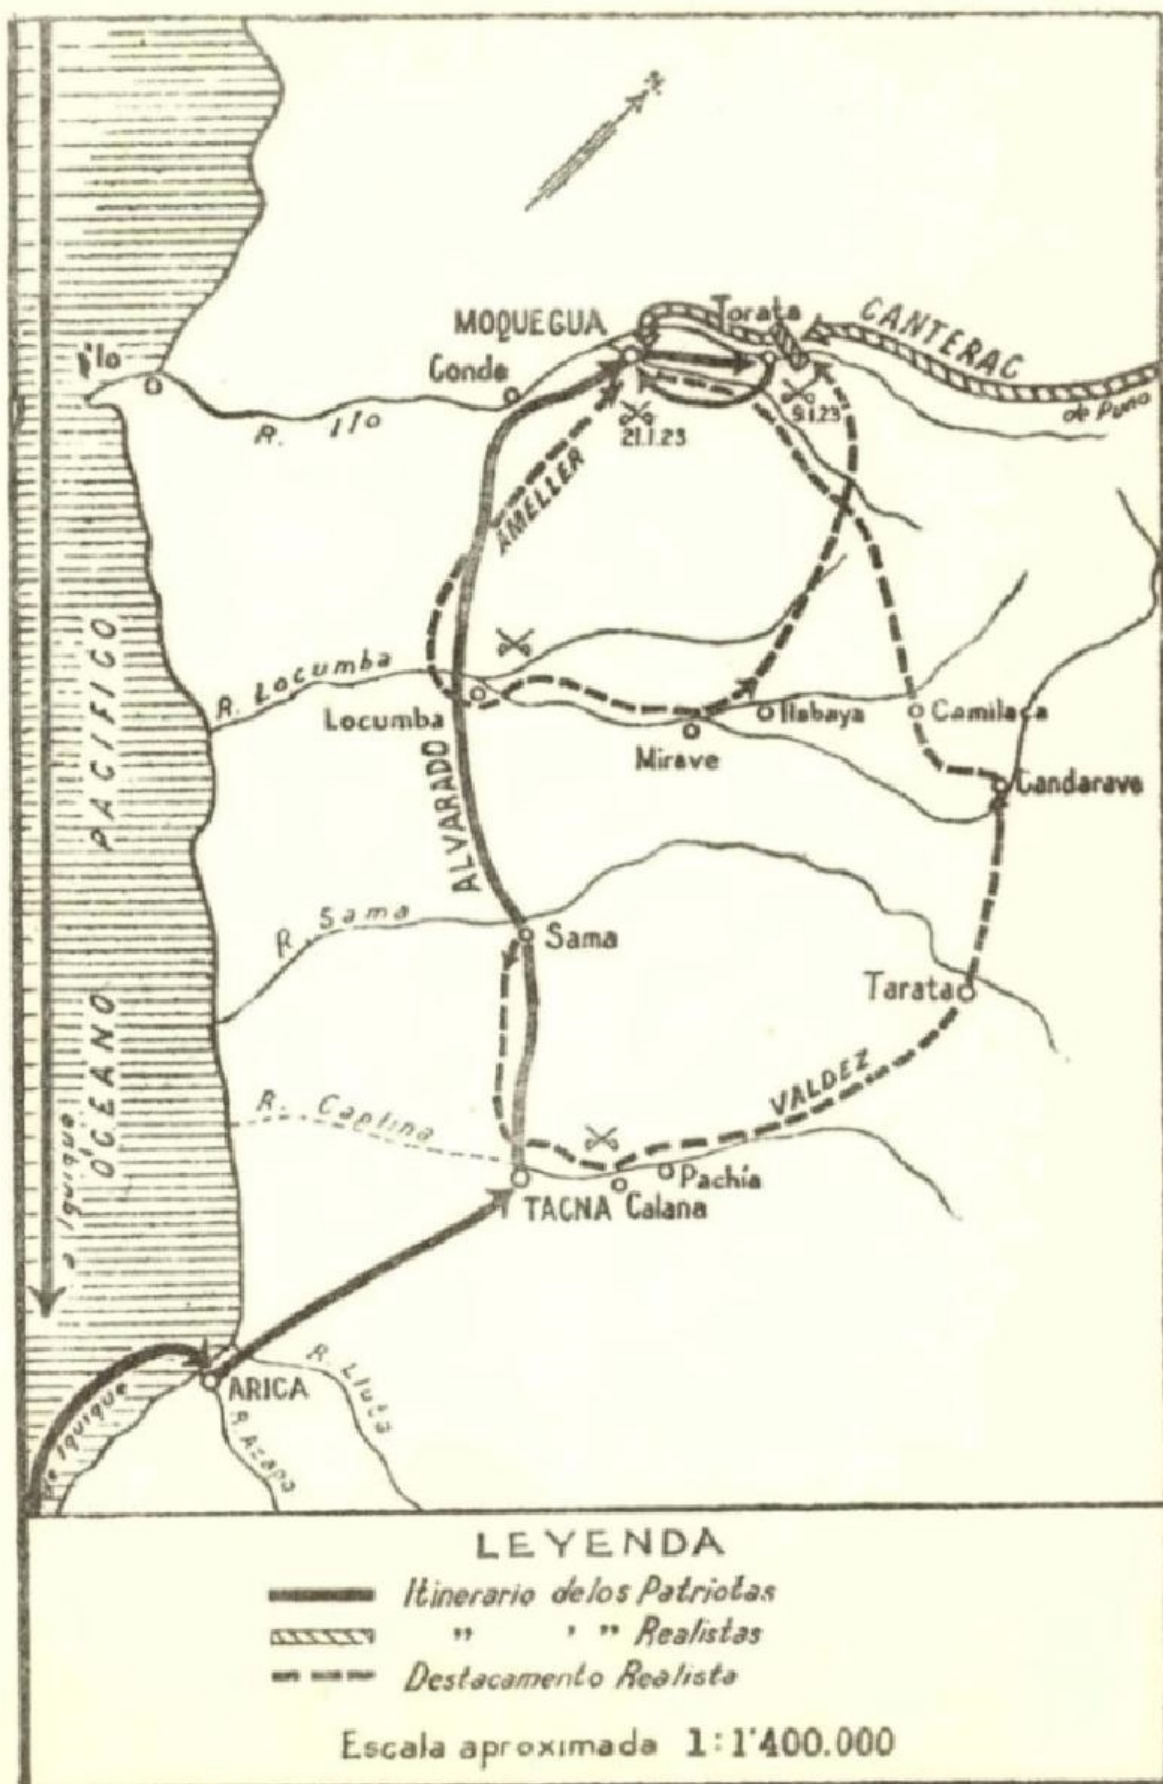 MOQUEGUA
Torata
CANTERAC
de Puno
Ilo
Conde
R. Ilo
21.1.23
AMELLER
R. Locumba
Locumba
Mirave
Ilabaya
Camilaca
Candarave
ALVARADO
OCEANO PACIFICO
R. Sama
Sama
Tarata
VALDEZ
R. Caplina
TACNA
Calana
Pachía
a Iquique
de Iquique
ARICA
R. Lluta
R. Azapa
LEYENDA
Itinerario de los Patriotas
" " " Realistas
Destacamento Realista
Escala aproximada 1:1'400.000